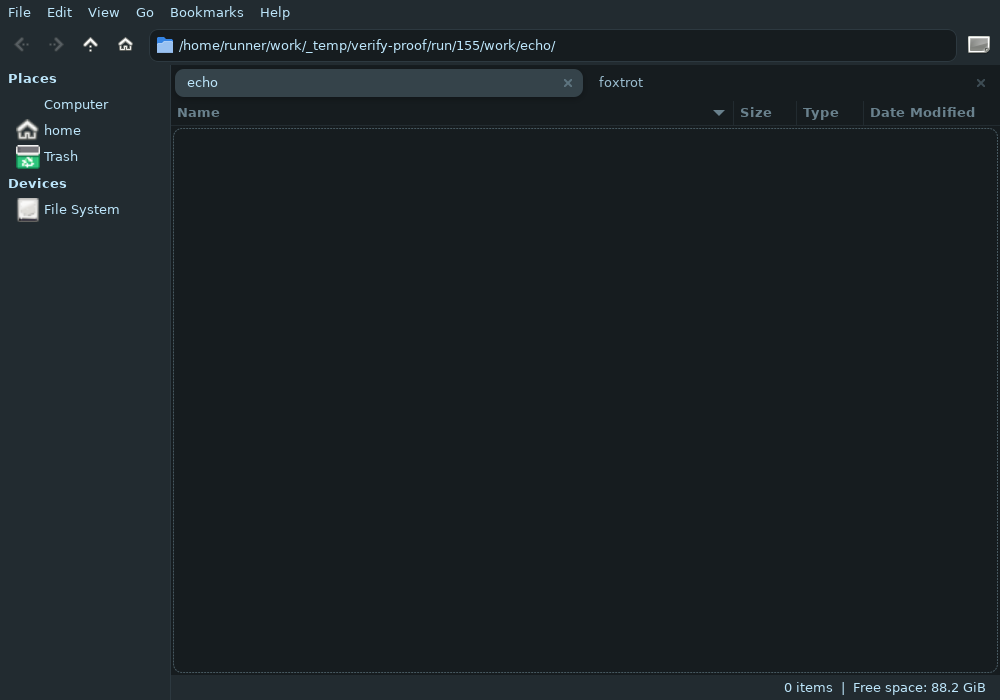 File Edit View Go Bookmarks Help
/home/runner/work/_temp/verify-proof/run/155/work/echo/
Places
Computer
home
Trash
Devices
File System
echo foxtrot
Name Size Type Date Modified
0 items | Free space: 88.2 GiB